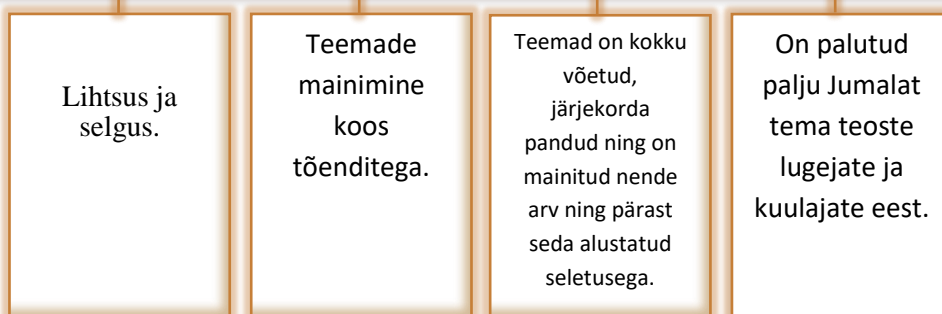 Lihtsus ja
selgus.
Teemade
mainimine
koos
tõenditega.
Teemad on kokku
võetud,
järjekorda
pandud ning on
mainitud nende
arv ning pärast
seda alustatud
seletusega.
On palutud
palju Jumalat
tema teoste
lugejate ja
kuulajate eest.